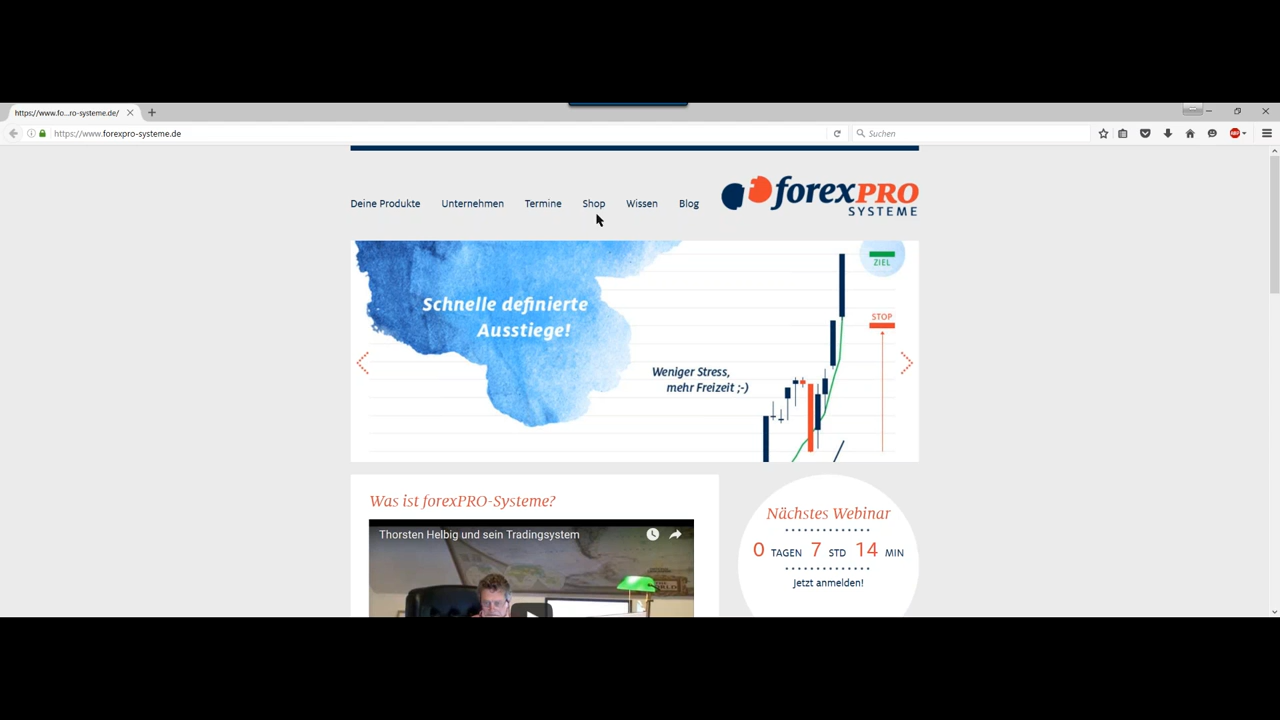 https://www.fo...ro-systeme.de/
https://www.forexpro-systeme.de
Suchen
ABP
Deine Produkte Unternehmen Termine Shop Wissen Blog
forexPRO
SYSTEME
Schnelle definierte
Ausstiege!
ZIEL
STOP
Weniger Stress,
mehr Freizeit ;-)
Was ist forexPRO-Systeme?
Thorsten Helbig und sein Tradingsystem
Nächstes Webinar
0 TAGEN 7 STD 14 MIN
Jetzt anmelden!